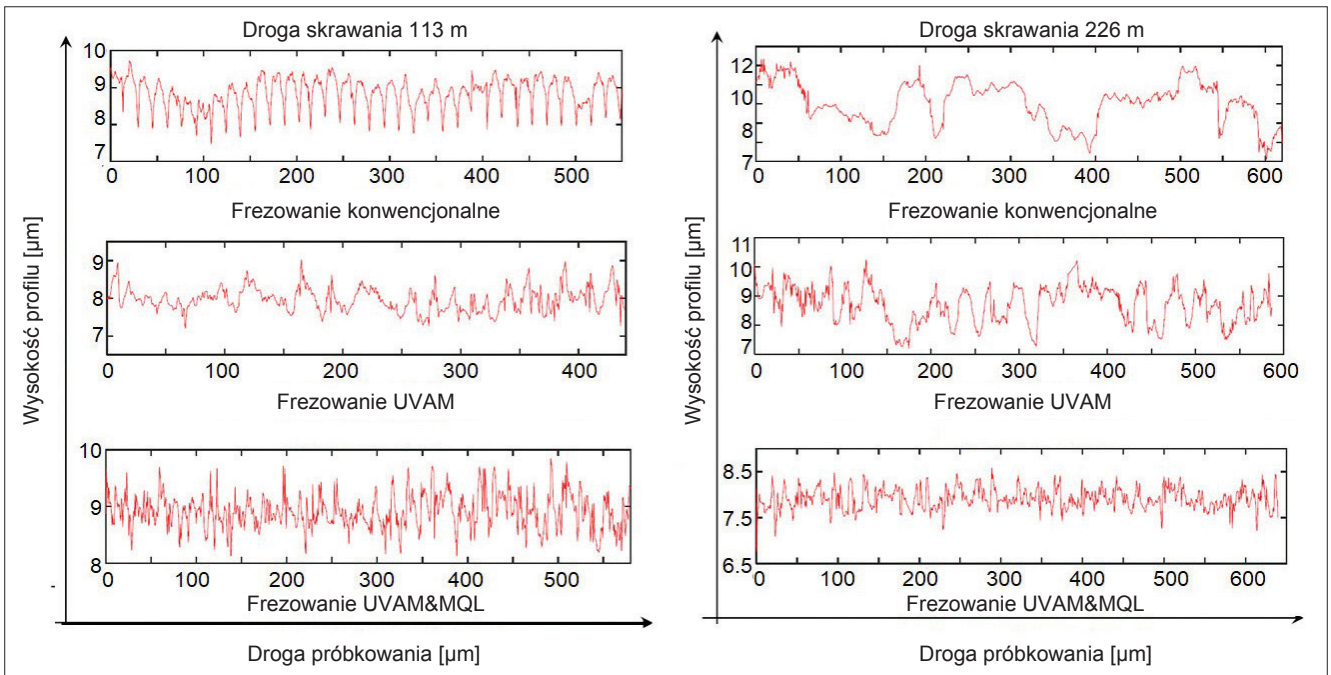 Droga skrawania 113 m
10
9
8
7
0 100 200 300 400 500
Frezowanie konwencjonalne
9
8
7
0 100 200 300 400
Frezowanie UVAM
10
9
8
0 100 200 300 400 500
Frezowanie UVAM&MQL
Wysokość profilu [µm]
Droga próbkowania [µm]
Droga skrawania 226 m
12
10
8
7
0 100 200 300 400 500 600
Frezowanie konwencjonalne
11
10
9
8
7
0 100 200 300 400 500 600
Frezowanie UVAM
8.5
7.5
6.5
0 100 200 300 400 500 600
Frezowanie UVAM&MQL
Wysokość profilu [µm]
Droga próbkowania [µm]